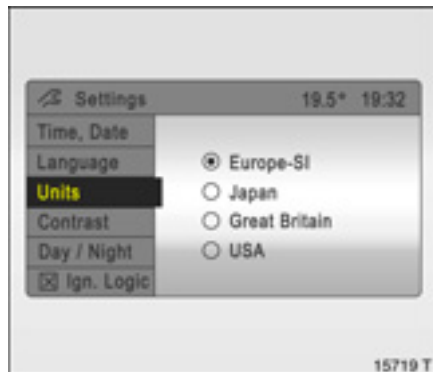 Settings 19.5° 19:32
Time, Date
Language
Units
Contrast
Day / Night
Ign. Logic
Europe-SI
Japan
Great Britain
USA
15719 T